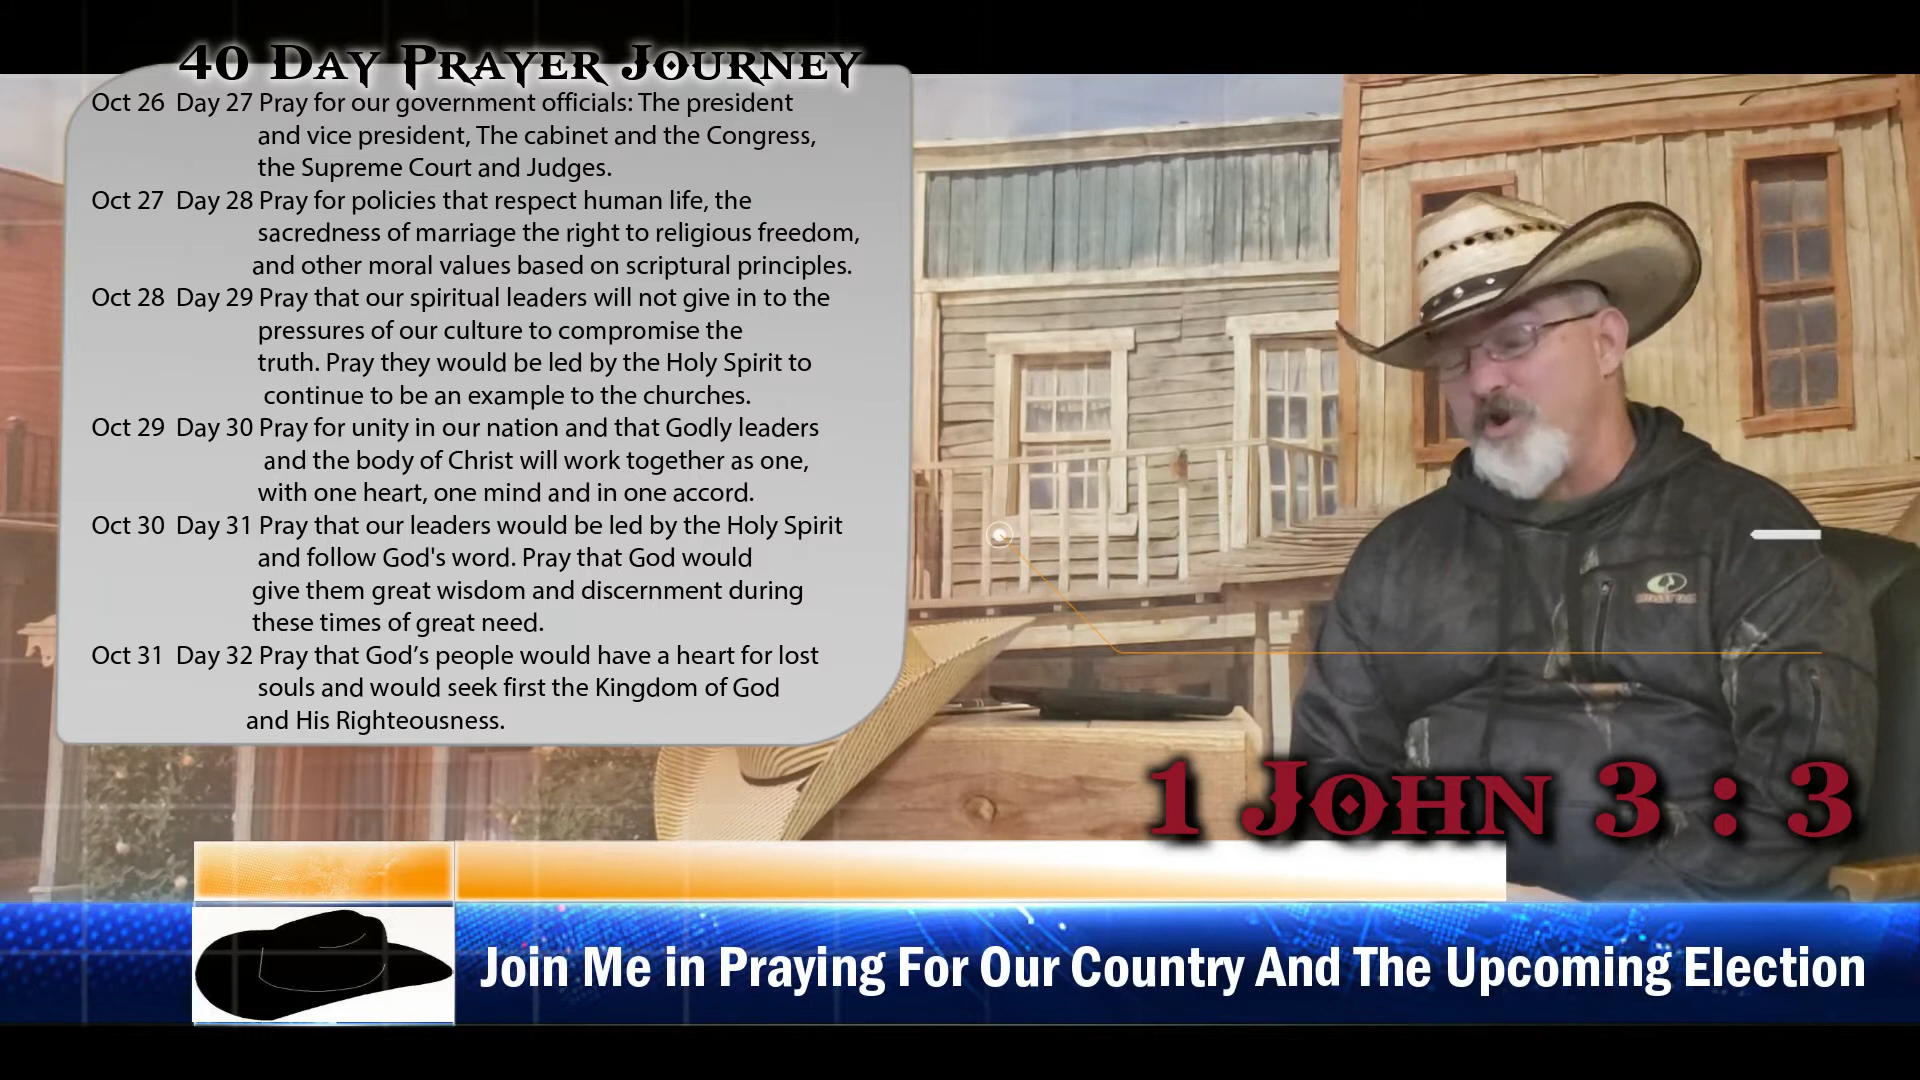 40 Day Prayer Journey
Oct 26 Day 27 Pray for our government officials: The president
and vice president, The cabinet and the Congress,
the Supreme Court and Judges.
Oct 27 Day 28 Pray for policies that respect human life, the
sacredness of marriage the right to religious freedom,
and other moral values based on scriptural principles.
Oct 28 Day 29 Pray that our spiritual leaders will not give in to the
pressures of our culture to compromise the
truth. Pray they would be led by the Holy Spirit to
continue to be an example to the churches.
Oct 29 Day 30 Pray for unity in our nation and that Godly leaders
and the body of Christ will work together as one,
with one heart, one mind and in one accord.
Oct 30 Day 31 Pray that our leaders would be led by the Holy Spirit
and follow God's word. Pray that God would
give them great wisdom and discernment during
these times of great need.
Oct 31 Day 32 Pray that God’s people would have a heart for lost
souls and would seek first the Kingdom of God
and His Righteousness.
1 John 3 : 3
Join Me in Praying For Our Country And The Upcoming Election